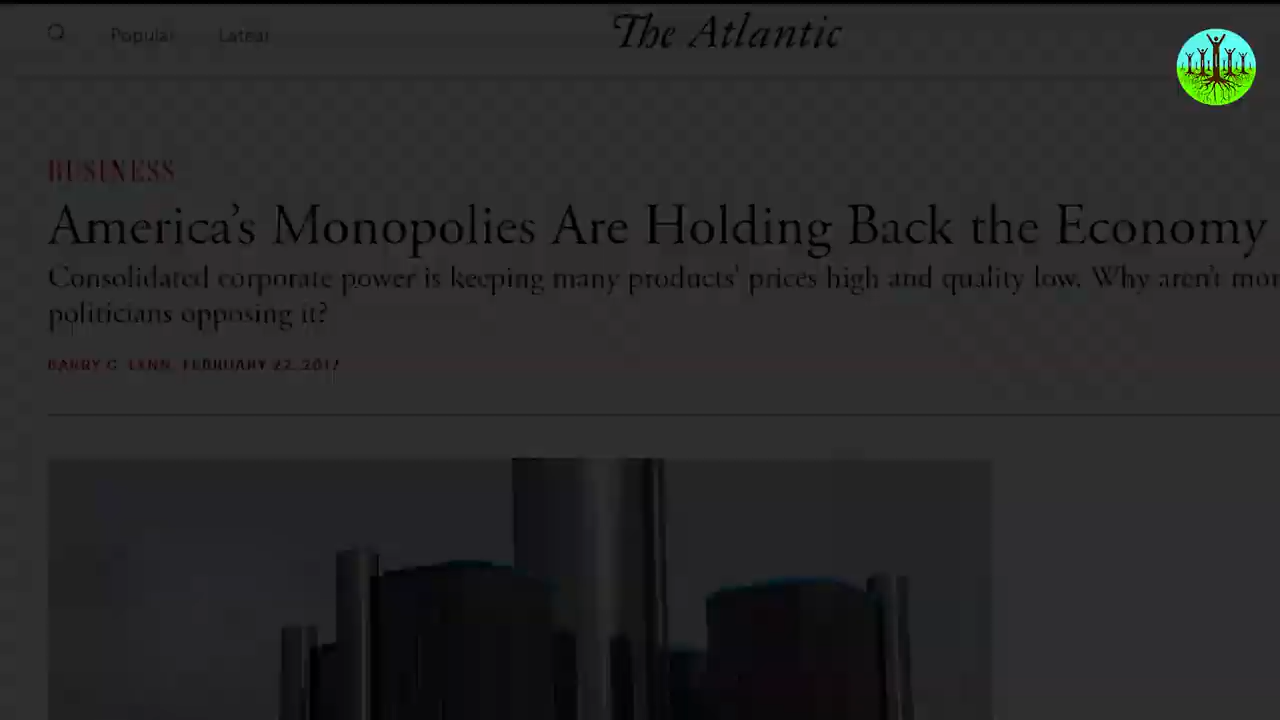 Popular Latest The Atlantic
BUSINESS
America's Monopolies Are Holding Back the Economy
Consolidated corporate power is keeping many products' prices high and quality low. Why aren't
politicians opposing it?
BARRY C. LYNN, FEBRUARY 22, 2017